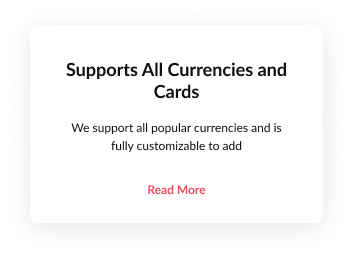 Supports All Currencies and
Cards
We support all popular currencies and is
fully customizable to add
Read More